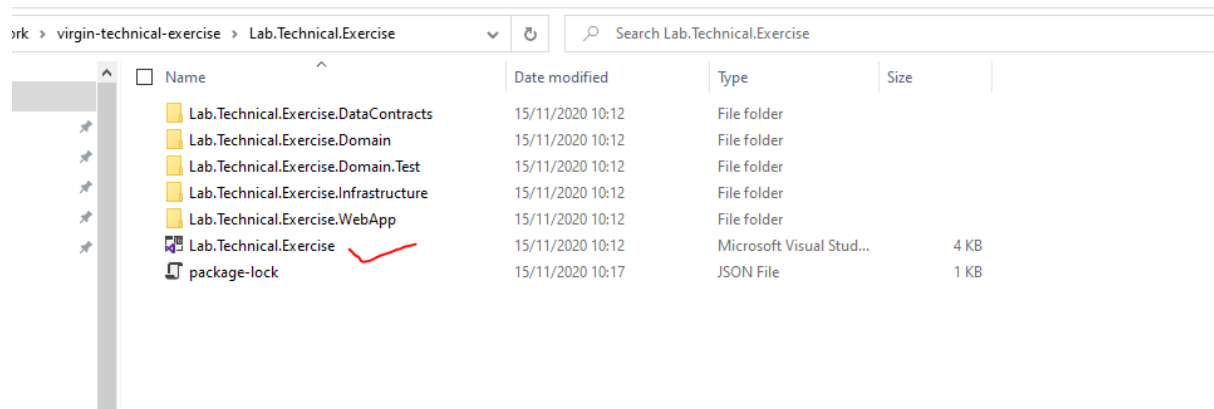 ork > virgin-technical-exercise > Lab.Technical.Exercise Search Lab.Technical.Exercise
Name Date modified Type Size
Lab.Technical.Exercise.DataContracts 15/11/2020 10:12 File folder
Lab.Technical.Exercise.Domain 15/11/2020 10:12 File folder
Lab.Technical.Exercise.Domain.Test 15/11/2020 10:12 File folder
Lab.Technical.Exercise.Infrastructure 15/11/2020 10:12 File folder
Lab.Technical.Exercise.WebApp 15/11/2020 10:12 File folder
Lab.Technical.Exercise 15/11/2020 10:12 Microsoft Visual Stud... 4 KB
package-lock 15/11/2020 10:17 JSON File 1 KB